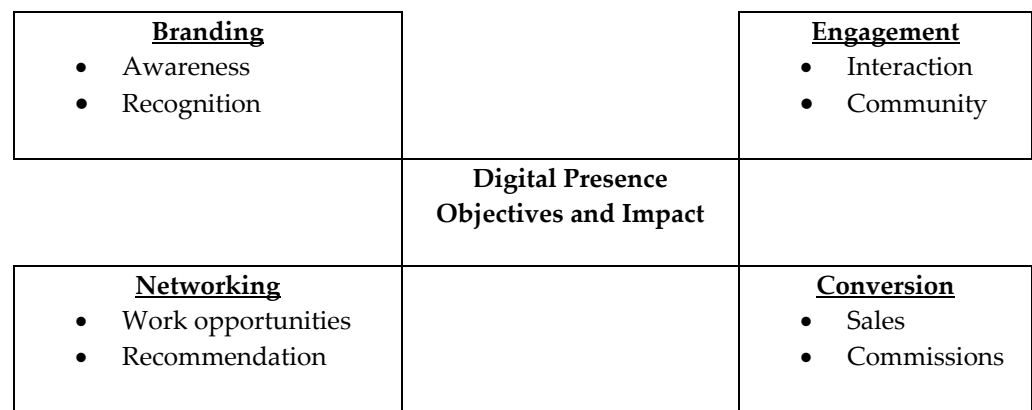 Branding
• Awareness
• Recognition
Engagement
• Interaction
• Community
Digital Presence
Objectives and Impact
Networking
• Work opportunities
• Recommendation
Conversion
• Sales
• Commissions